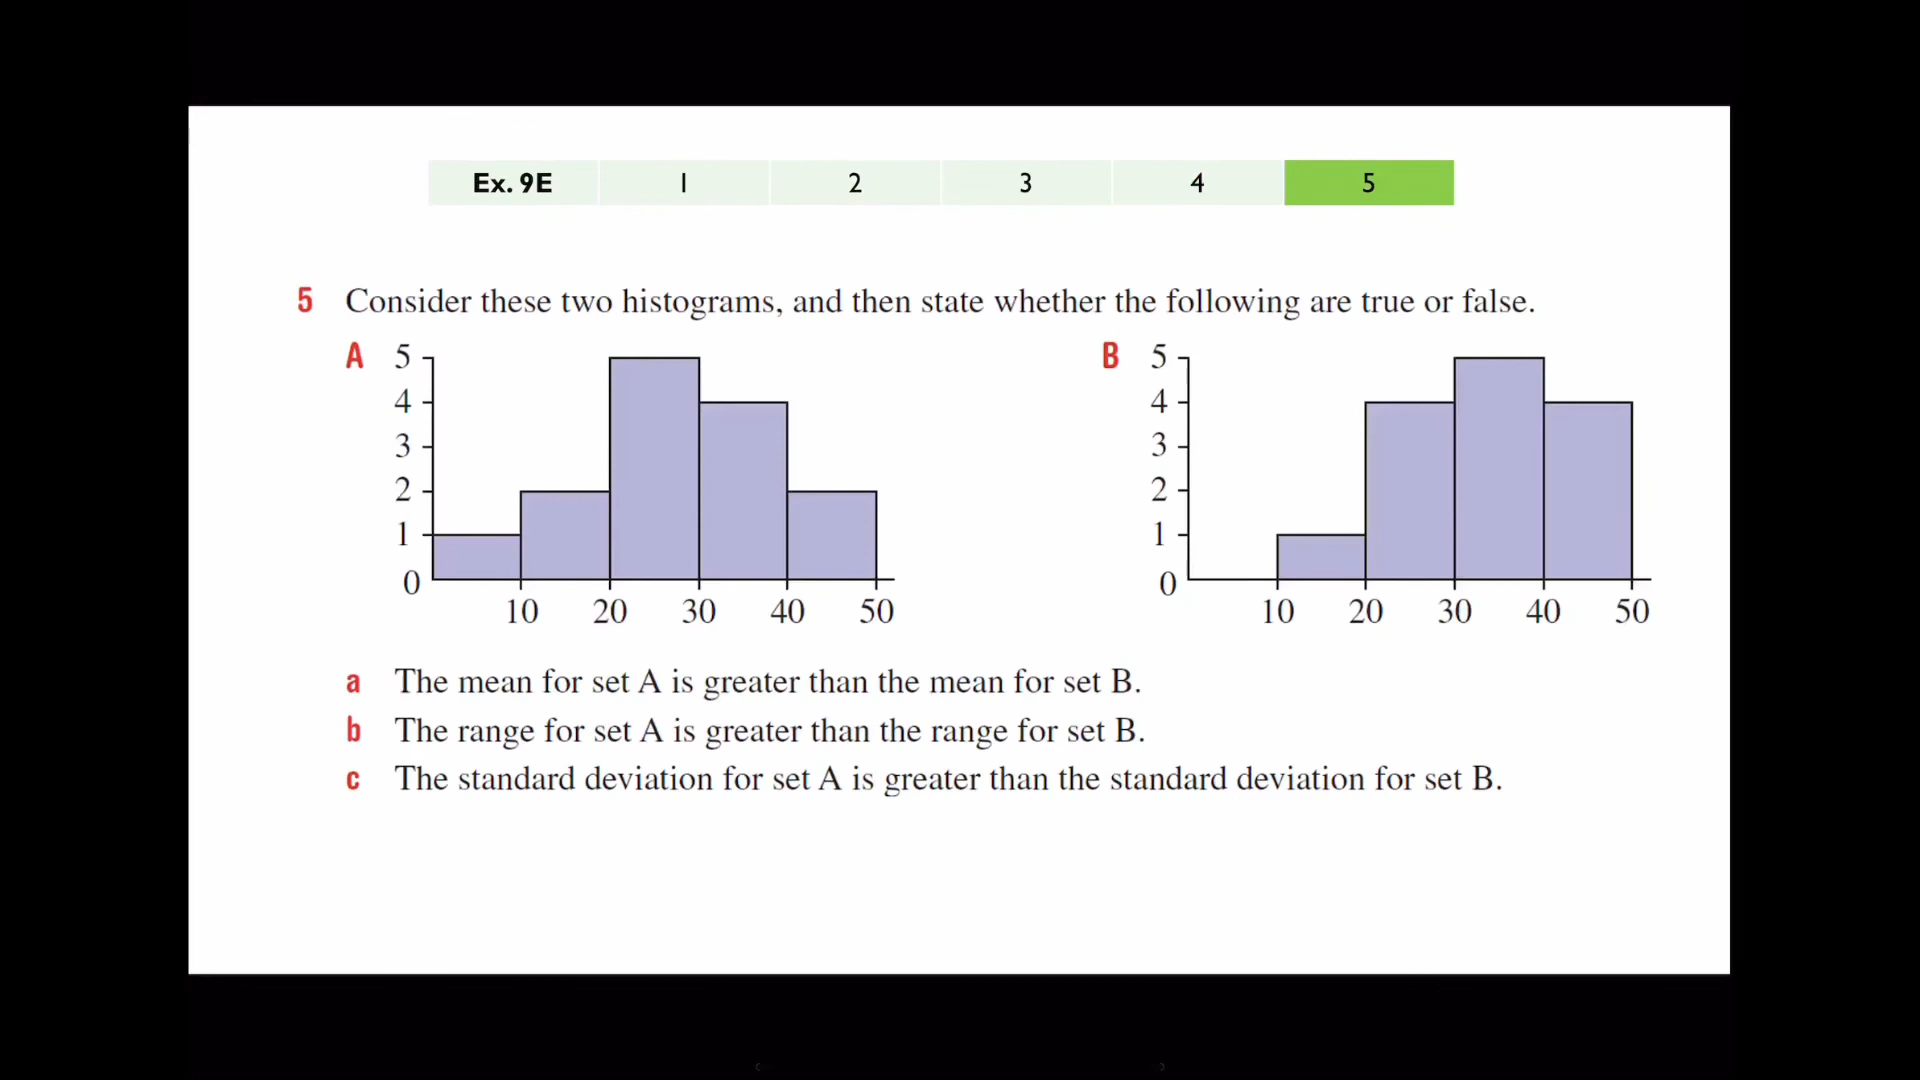 Ex. 9E 1 2 3 4 5
5 Consider these two histograms, and then state whether the following are true or false.
A 5 4 3 2 1 0
10 20 30 40 50
B 5 4 3 2 1 0
10 20 30 40 50
a The mean for set A is greater than the mean for set B.
b The range for set A is greater than the range for set B.
c The standard deviation for set A is greater than the standard deviation for set B.